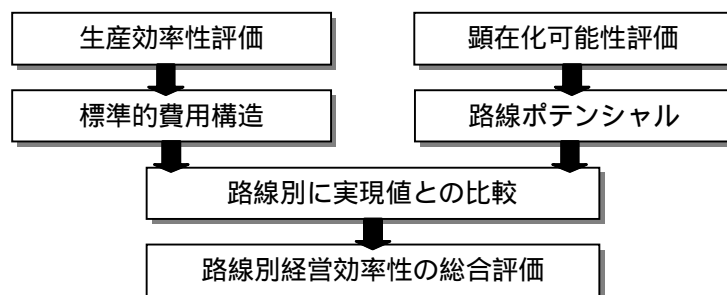 生産効率性評価
顕在化可能性評価
標準的費用構造
路線ポテンシャル
路線別に実現値との比較
路線別経営効率性の総合評価